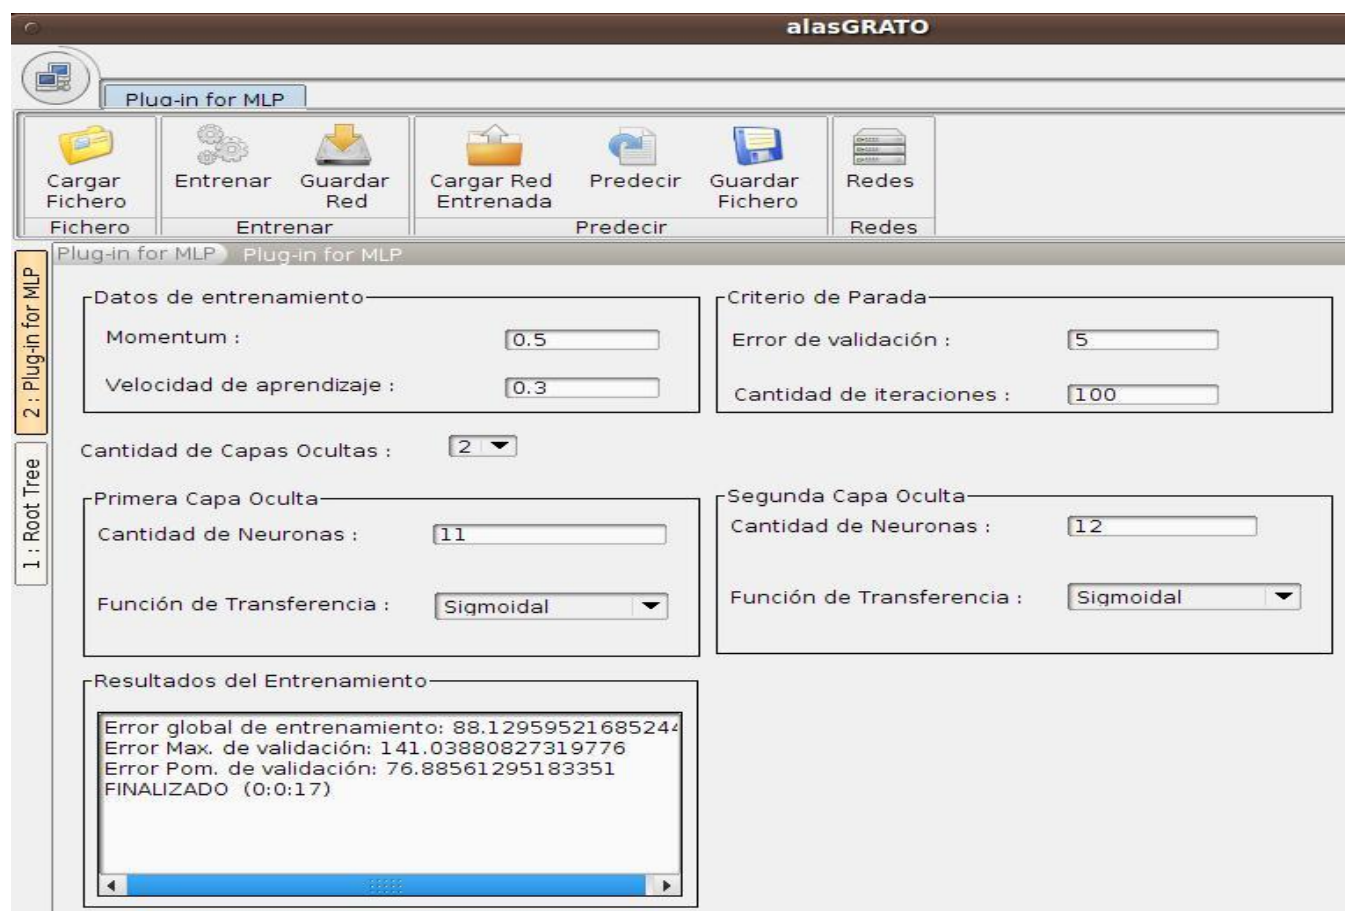 alasGRATO
Plug-in for MLP
Cargar Fichero
Entrenar
Guardar Red
Cargar Red Entrenada
Predecir
Guardar Fichero
Redes
Fichero
Entrenar
Predecir
Redes
2 : Plug-in for MLP
1 : Root Tree
Plug-in for MLP Plug-in for MLP
Datos de entrenamiento
Momentum : 0.5
Velocidad de aprendizaje : 0.3
Criterio de Parada
Error de validación : 5
Cantidad de iteraciones : 100
Cantidad de Capas Ocultas : 2
Primera Capa Oculta
Cantidad de Neuronas : 11
Función de Transferencia : Sigmoidal
Segunda Capa Oculta
Cantidad de Neuronas : 12
Función de Transferencia : Sigmoidal
Resultados del Entrenamiento
Error global de entrenamiento: 88.12959521685244
Error Max. de validación: 141.03880827319776
Error Pom. de validación: 76.88561295183351
FINALIZADO (0:0:17)